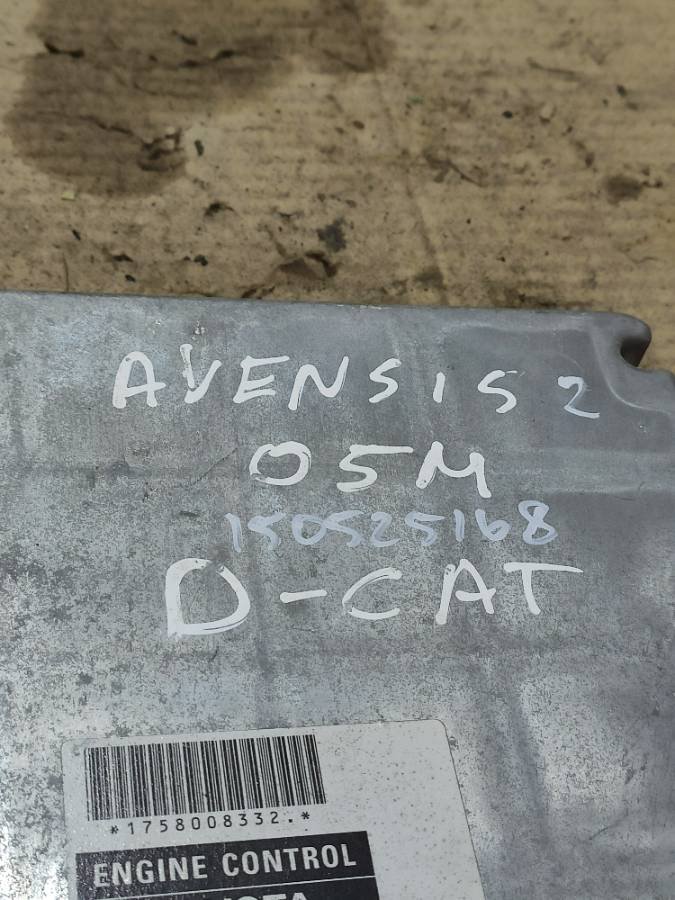 AVENSIS 2
05M
150525168
D-CAT
*1758008332.*
ENGINE CONTROL